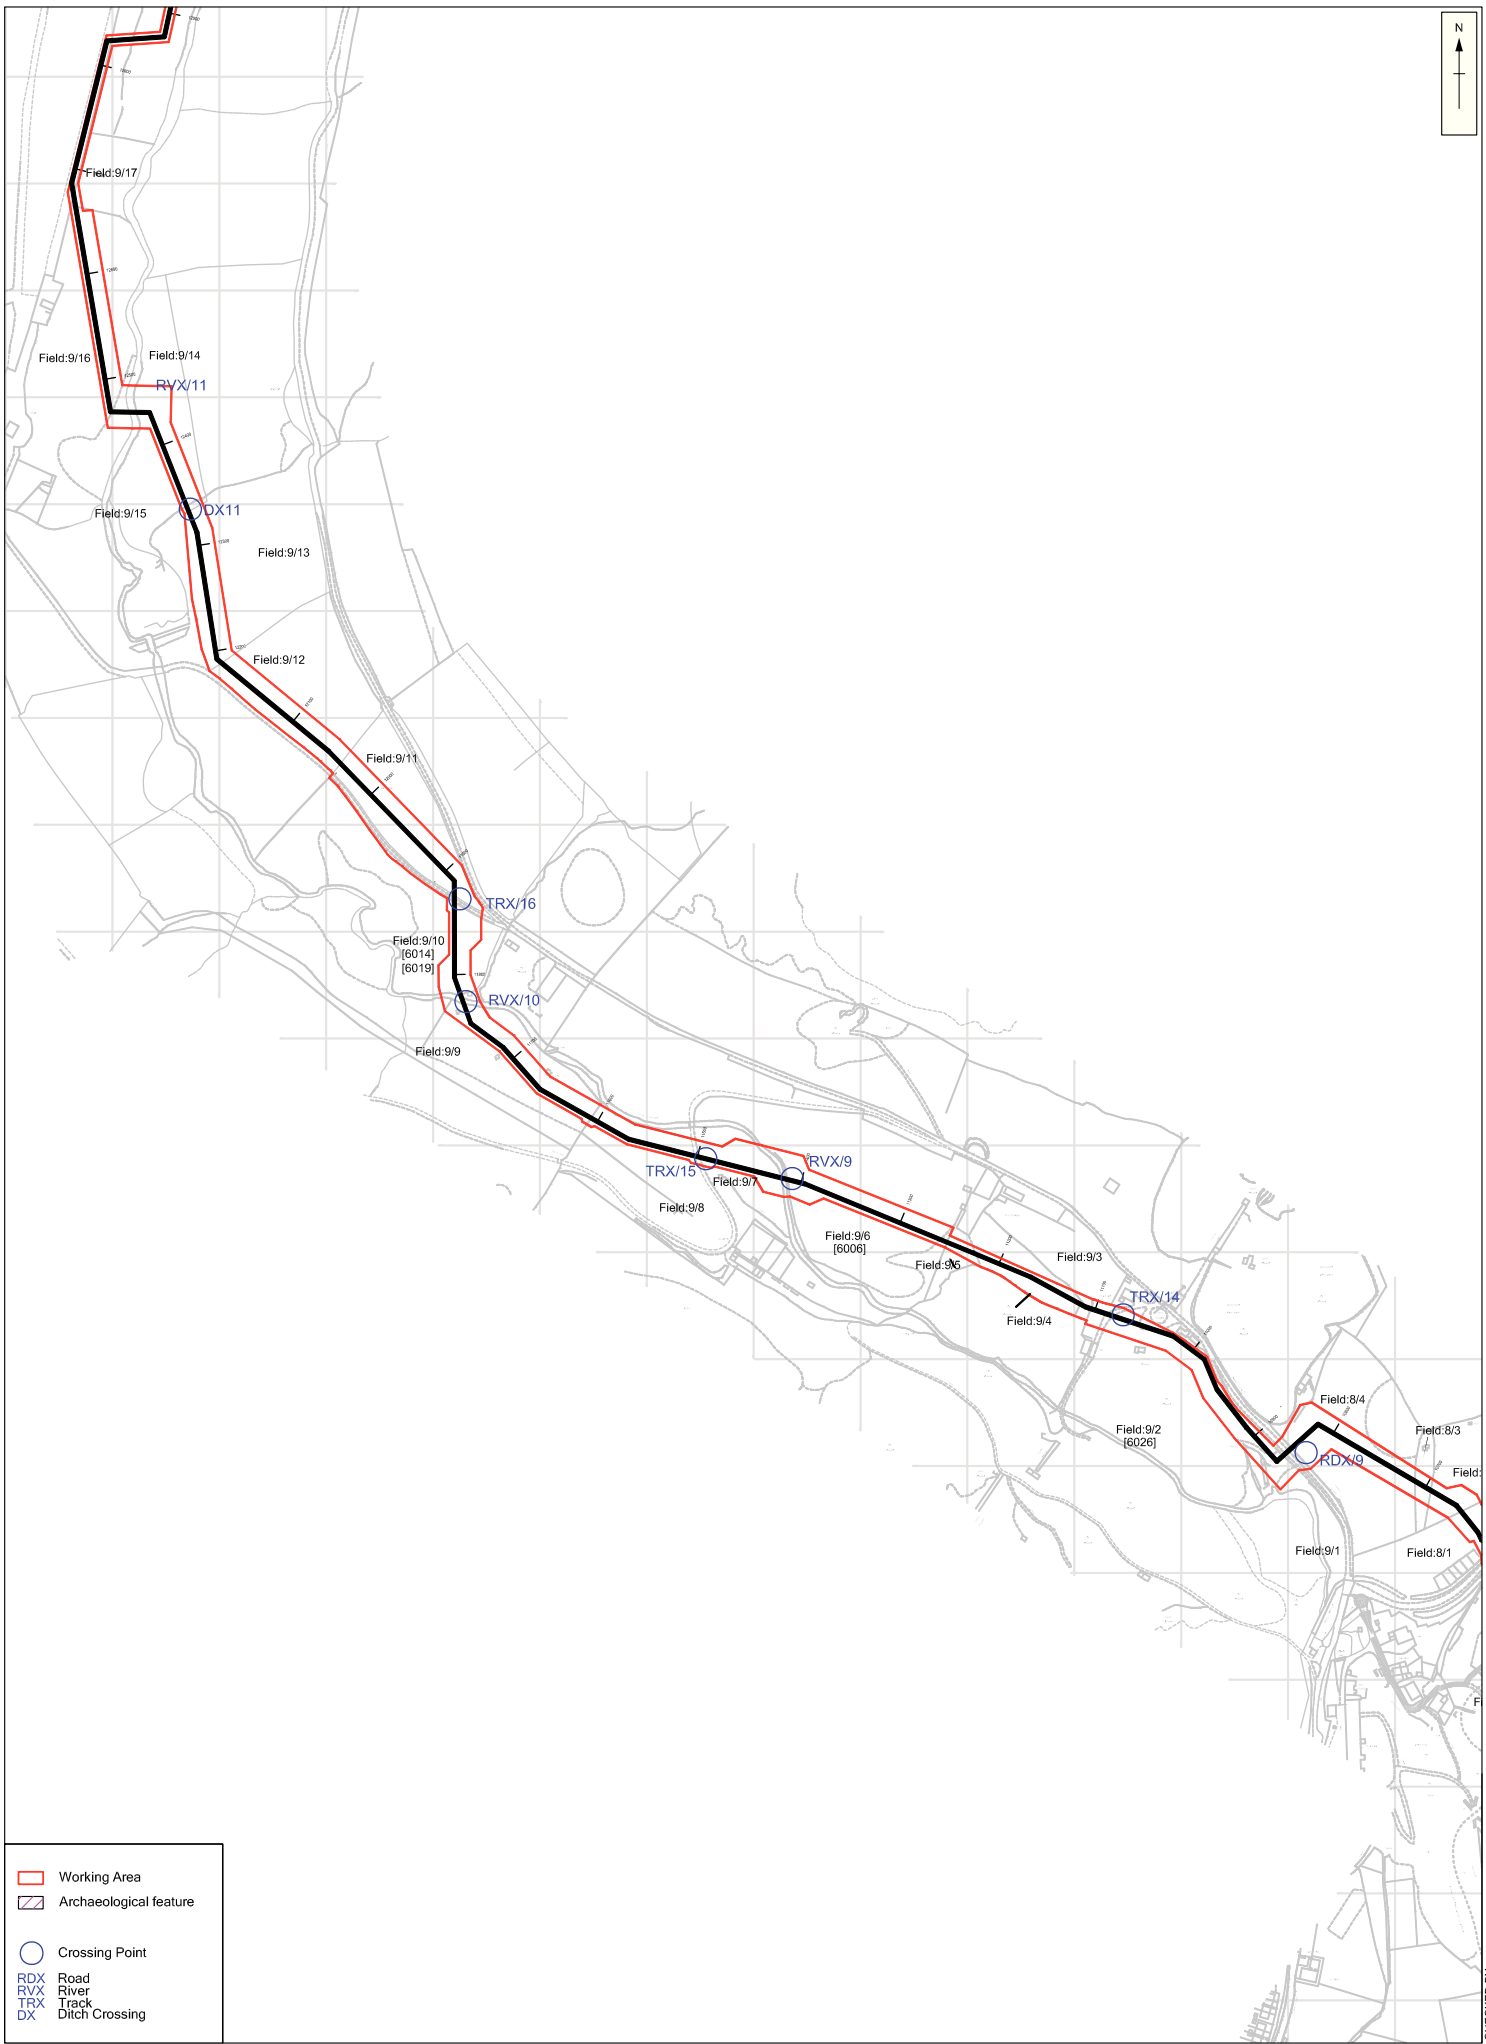 N
Field:9/17
Field:9/16
Field:9/14
RVX/11
DX11
Field:9/15
Field:9/13
Field:9/12
Field:9/11
TRX/16
Field:9/10
[6014]
[6019]
RVX/10
Field:9/9
TRX/15
RVX/9
Field:9/7
Field:9/8
Field:9/6
[6006]
Field:9/5
Field:9/3
TRX/14
Field:9/4
Field:8/4
Field:9/2
[6026]
Field:8/3
RDX/9
Field:
Field:9/1
Field:8/1
Working Area
Archaeological feature
Crossing Point
RDX Road
RVX River
TRX Track
DX Ditch Crossing